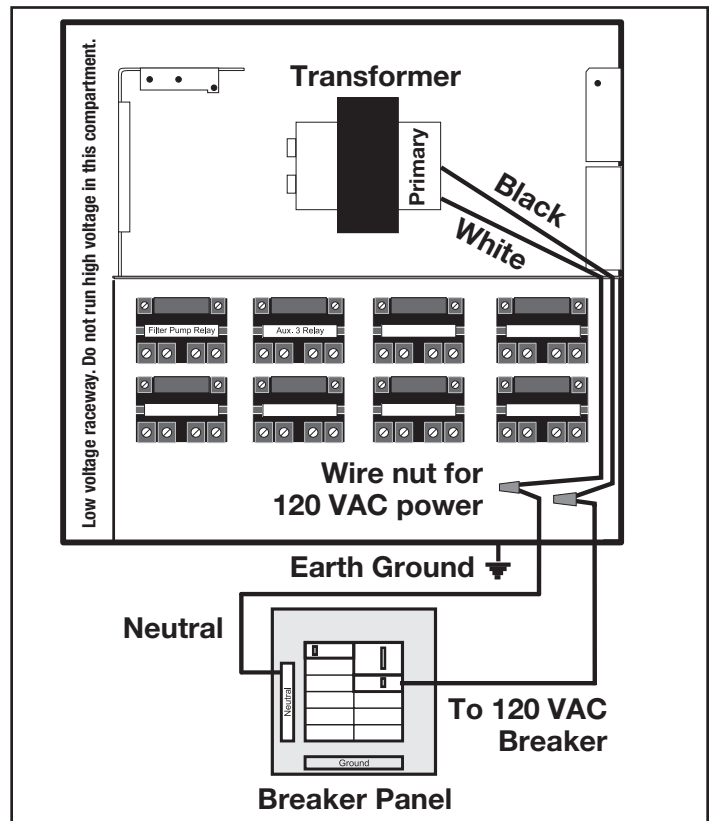 Low voltage raceway. Do not run high voltage in this compartment.
Transformer
Primary
Black
White
Filter Pump Relay
Aux. 3 Relay
Wire nut for
120 VAC power
Earth Ground
Neutral
Neutral
To 120 VAC
Breaker
Ground
Breaker Panel